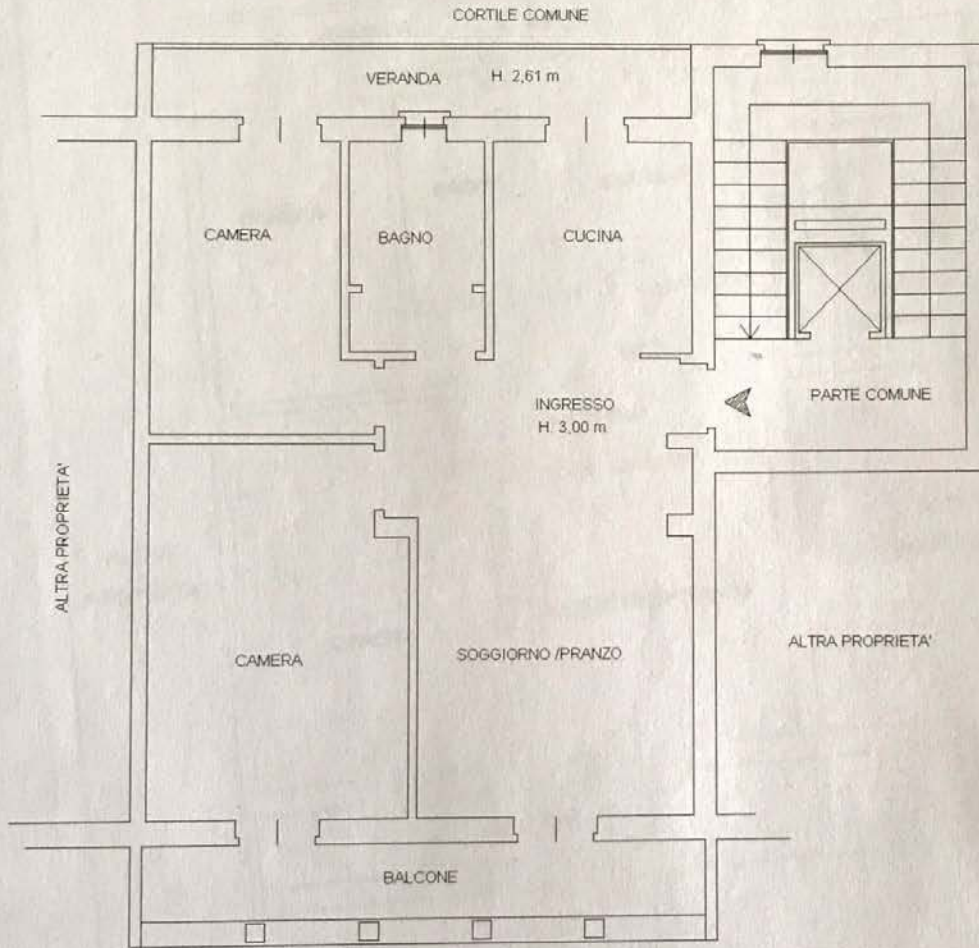 CORTILE COMUNE
VERANDA
H. 2,61 m
CAMERA
BAGNO
CUCINA
INGRESSO
H. 3,00 m
PARTE COMUNE
ALTRA PROPRIETA'
CAMERA
SOGGIORNO /PRANZO
ALTRA PROPRIETA'
BALCONE